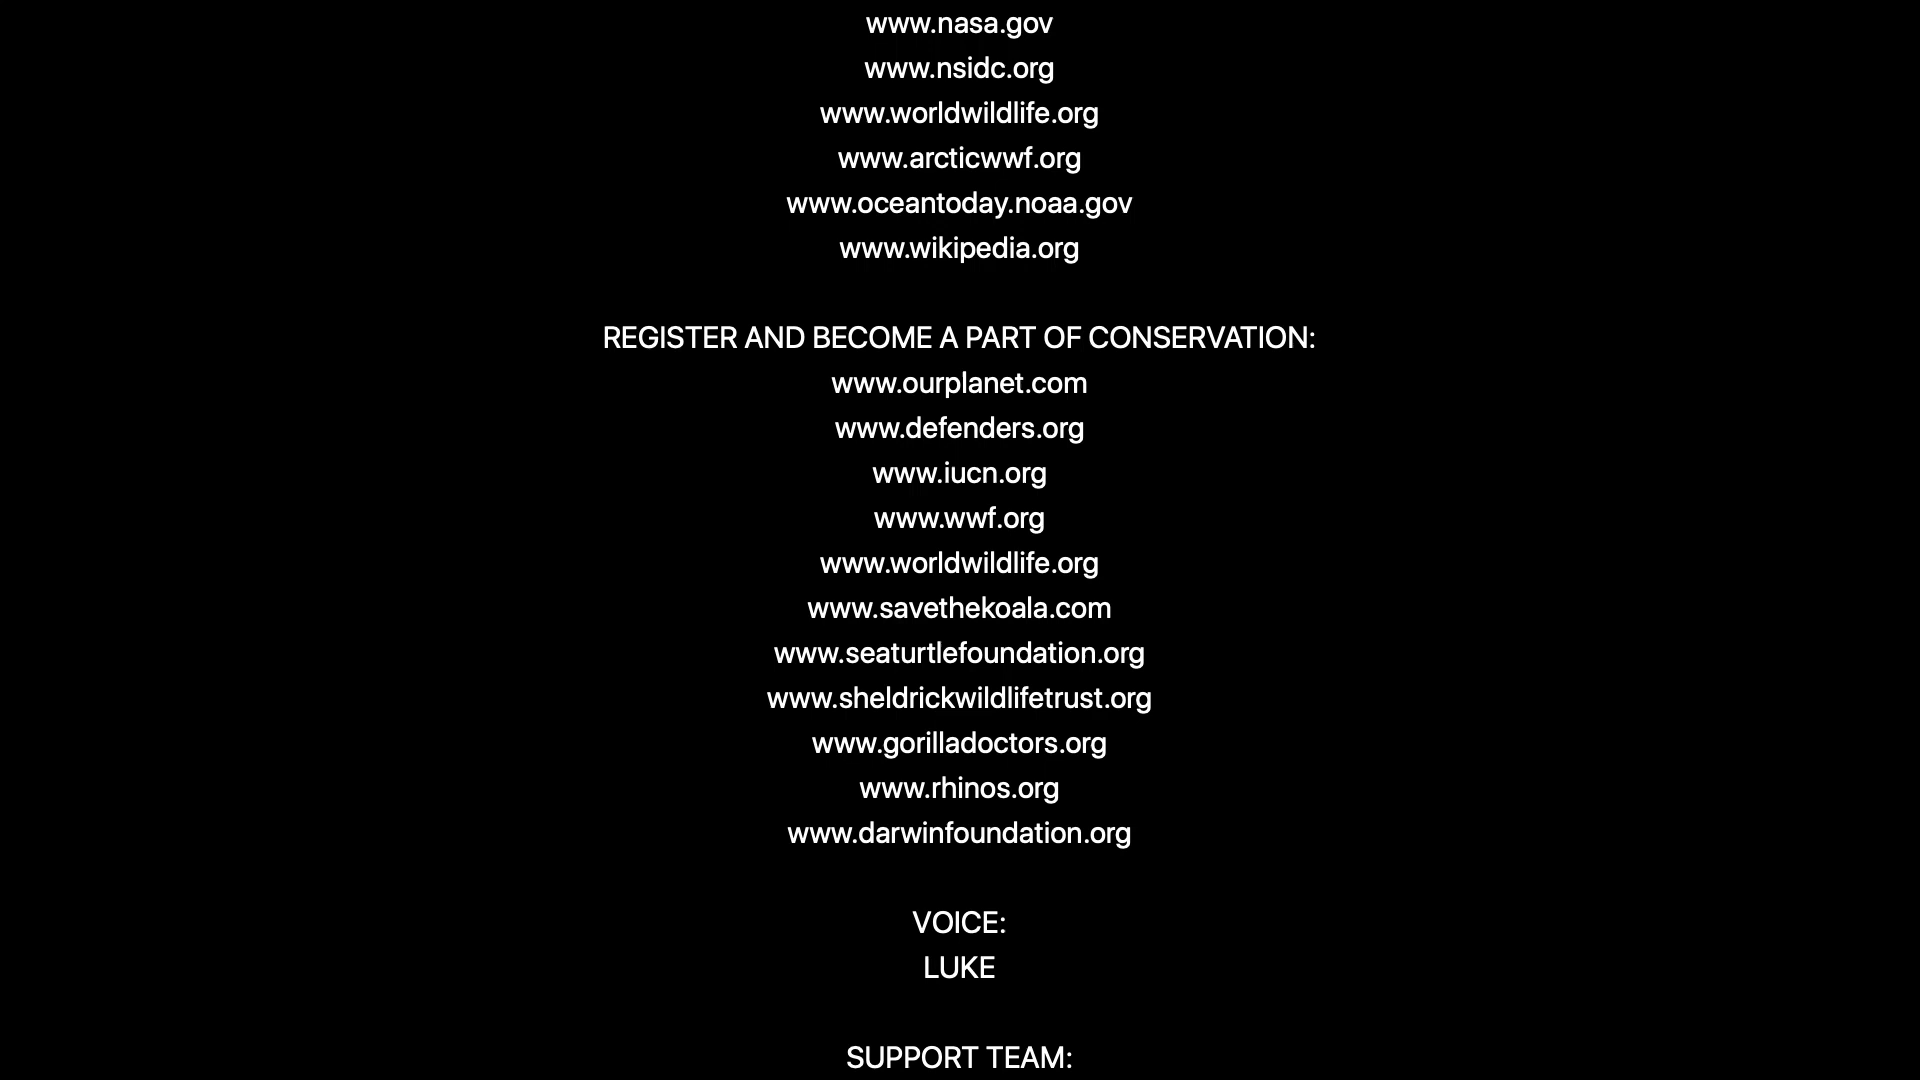 www.nasa.gov
www.nsidc.org
www.worldwildlife.org
www.arcticwwf.org
www.oceantoday.noaa.gov
www.wikipedia.org
REGISTER AND BECOME A PART OF CONSERVATION:
www.ourplanet.com
www.defenders.org
www.iucn.org
www.wwf.org
www.worldwildlife.org
www.savethekoala.com
www.seaturtlefoundation.org
www.sheldrickwildlifetrust.org
www.gorilladoctors.org
www.rhinos.org
www.darwinfoundation.org
VOICE:
LUKE
SUPPORT TEAM: